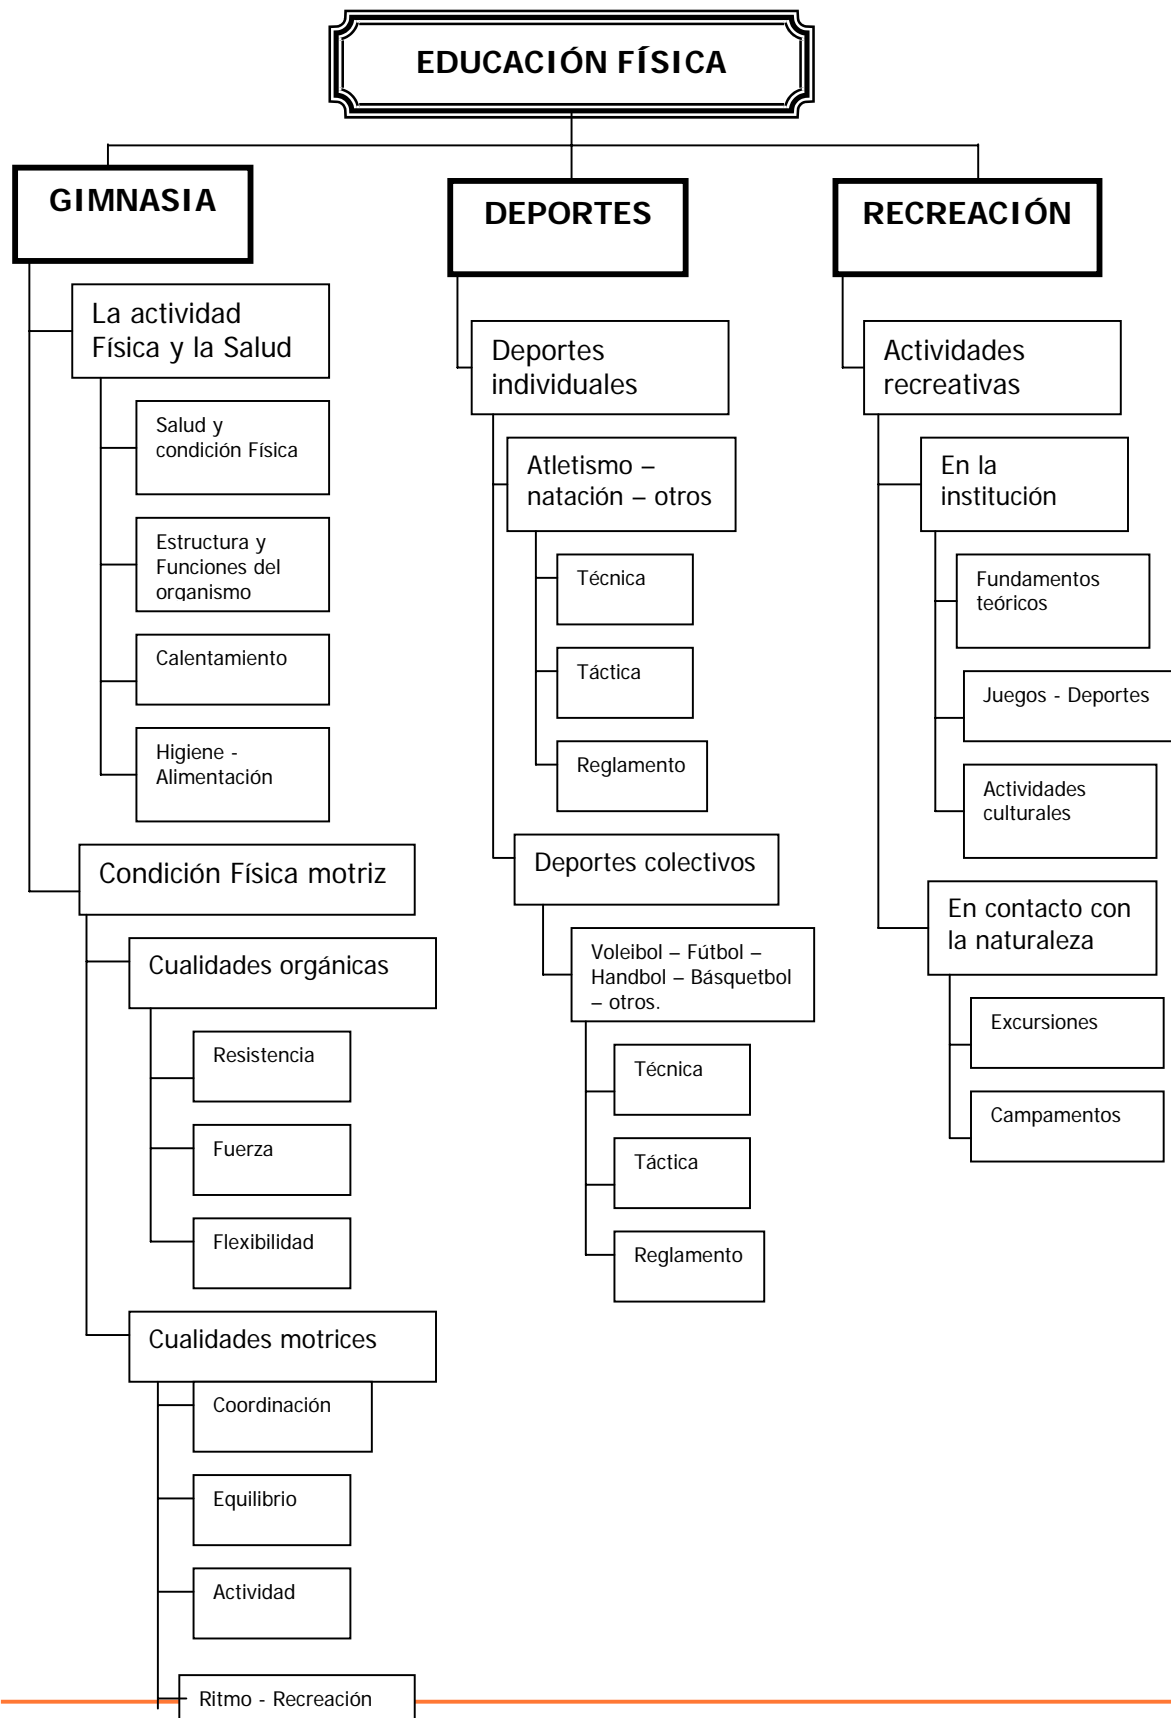 EDUCACIÓN FÍSICA
GIMNASIA
La actividad
Física y la Salud
Salud y
condición Física
Estructura y
Funciones del
organismo
Calentamiento
Higiene -
Alimentación
Condición Física motriz
Cualidades orgánicas
Resistencia
Fuerza
Flexibilidad
Cualidades motrices
Coordinación
Equilibrio
Actividad
Ritmo - Recreación
DEPORTES
Deportes
individuales
Atletismo –
natación – otros
Técnica
Táctica
Reglamento
Deportes colectivos
Voleibol – Fútbol –
Handbol – Básquetbol
– otros.
Técnica
Táctica
Reglamento
RECREACIÓN
Actividades
recreativas
En la
institución
Fundamentos
teóricos
Juegos - Deportes
Actividades
culturales
En contacto con
la naturaleza
Excursiones
Campamentos